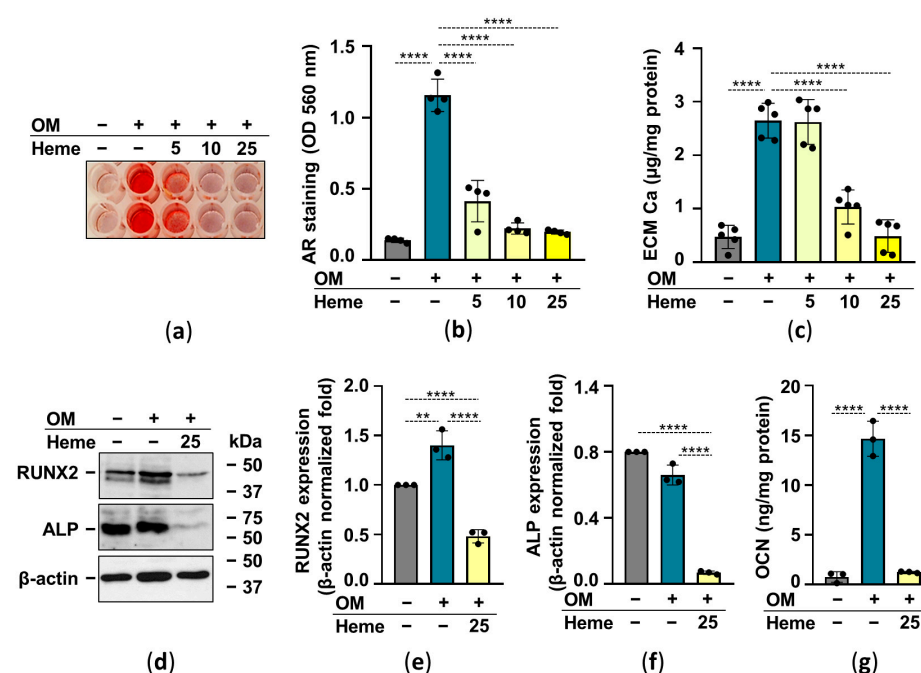 OM – + + + +
Heme – – 5 10 25
(a)
AR staining (OD 560 nm)
1.5
1.0
0.5
0.0
**** **** **** ****
OM – + + + +
Heme – – 5 10 25
(b)
ECM Ca (µg/mg protein)
4
3
2
1
0
**** **** ****
OM – + + + +
Heme – – 5 10 25
(c)
OM – + +
Heme – – 25 kDa
RUNX2 – – 50
– 37
ALP – – 75
– 50
β-actin – – 50
– 37
(d)
RUNX2 expression
(β-actin normalized fold)
2.0
1.5
1.0
0.5
0.0
****
** ****
OM – + +
Heme – – 25
(e)
ALP expression
(β-actin normalized fold)
1.4
0.8
0.4
0.0
****
****
OM – + +
Heme – – 25
(f)
OCN (ng/mg protein)
20
15
10
5
0
**** ****
OM – + +
Heme – – 25
(g)